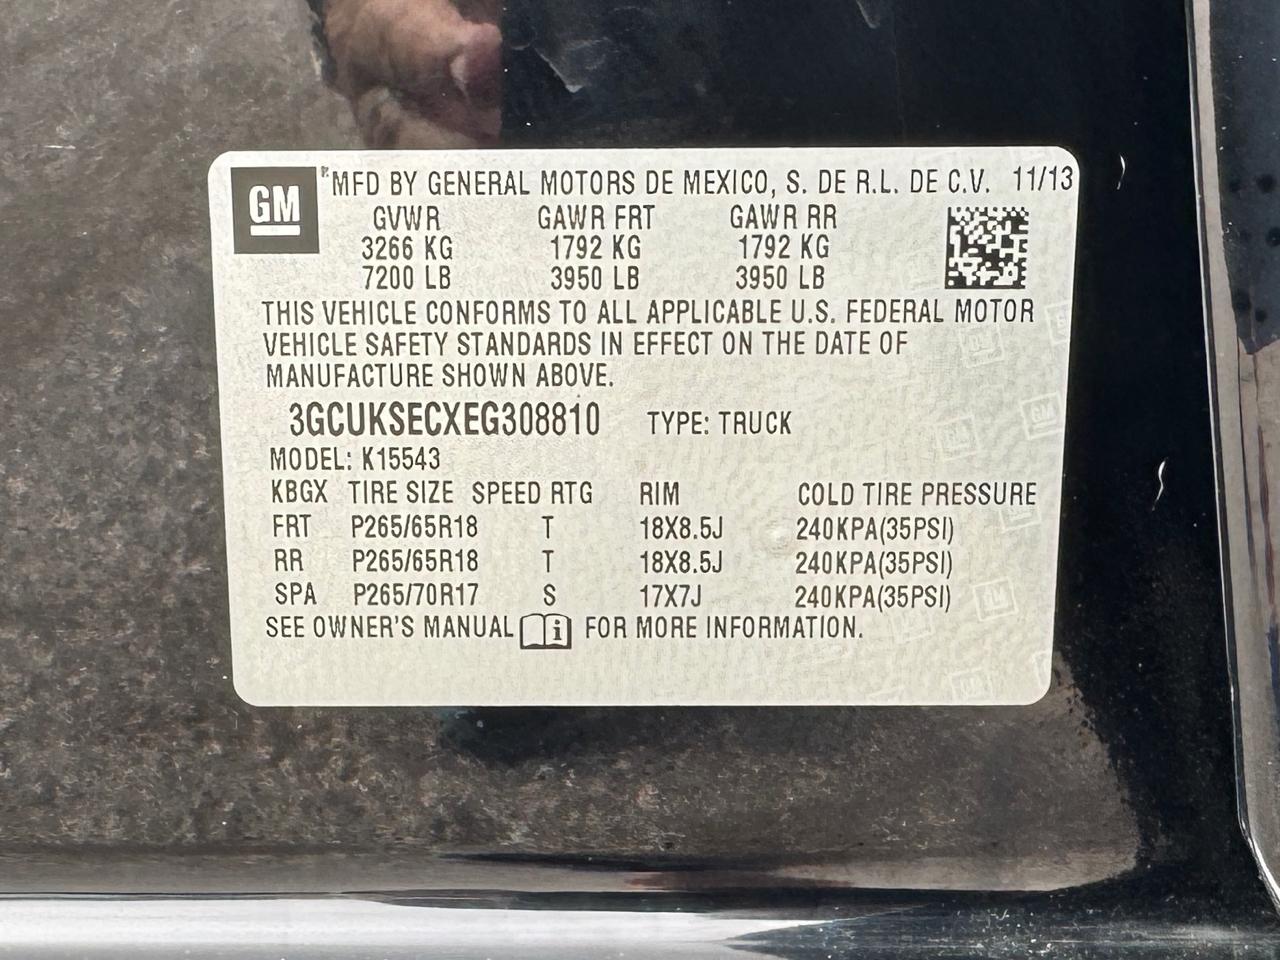 GM MFD BY GENERAL MOTORS DE MEXICO, S. DE R.L. DE C.V. 11/13
GVWR GAWR FRT GAWR RR
3266 KG 1792 KG 1792 KG
7200 LB 3950 LB 3950 LB
THIS VEHICLE CONFORMS TO ALL APPLICABLE U.S. FEDERAL MOTOR
VEHICLE SAFETY STANDARDS IN EFFECT ON THE DATE OF
MANUFACTURE SHOWN ABOVE.
3GCUKSECXEG308810 TYPE: TRUCK
MODEL: K15543
KBGX TIRE SIZE SPEED RTG RIM COLD TIRE PRESSURE
FRT P265/65R18 T 18X8.5J 240KPA(35PSI)
RR P265/65R18 T 18X8.5J 240KPA(35PSI)
SPA P265/70R17 S 17X7J 240KPA(35PSI)
SEE OWNER'S MANUAL i FOR MORE INFORMATION.